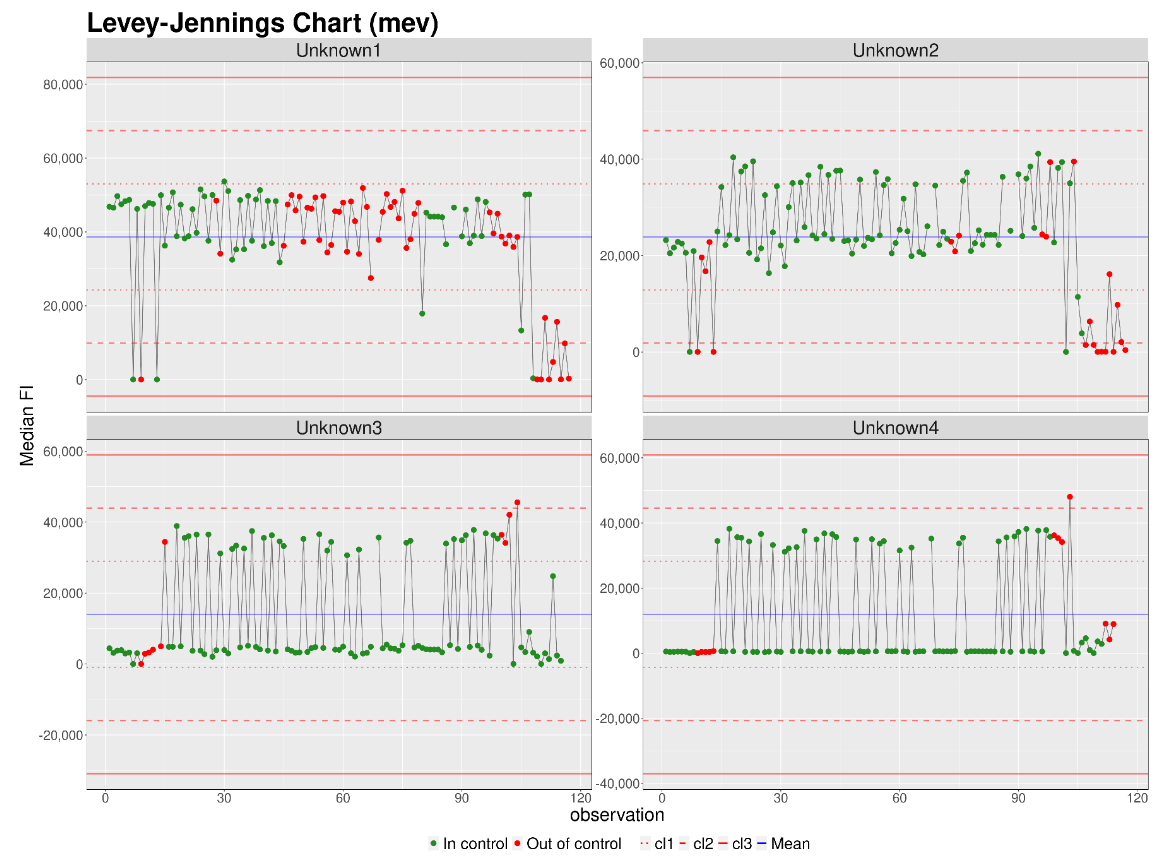 Levey-Jennings Chart (mev)
Unknown1
Unknown2
80,000
60,000
40,000
20,000
0
60,000
40,000
20,000
0
Median FI
Unknown3
Unknown4
60,000
40,000
20,000
0
-20,000
60,000
40,000
20,000
0
-20,000
-40,000
0 30 60 90 120
0 30 60 90 120
observation
In control Out of control cl1 cl2 cl3 Mean